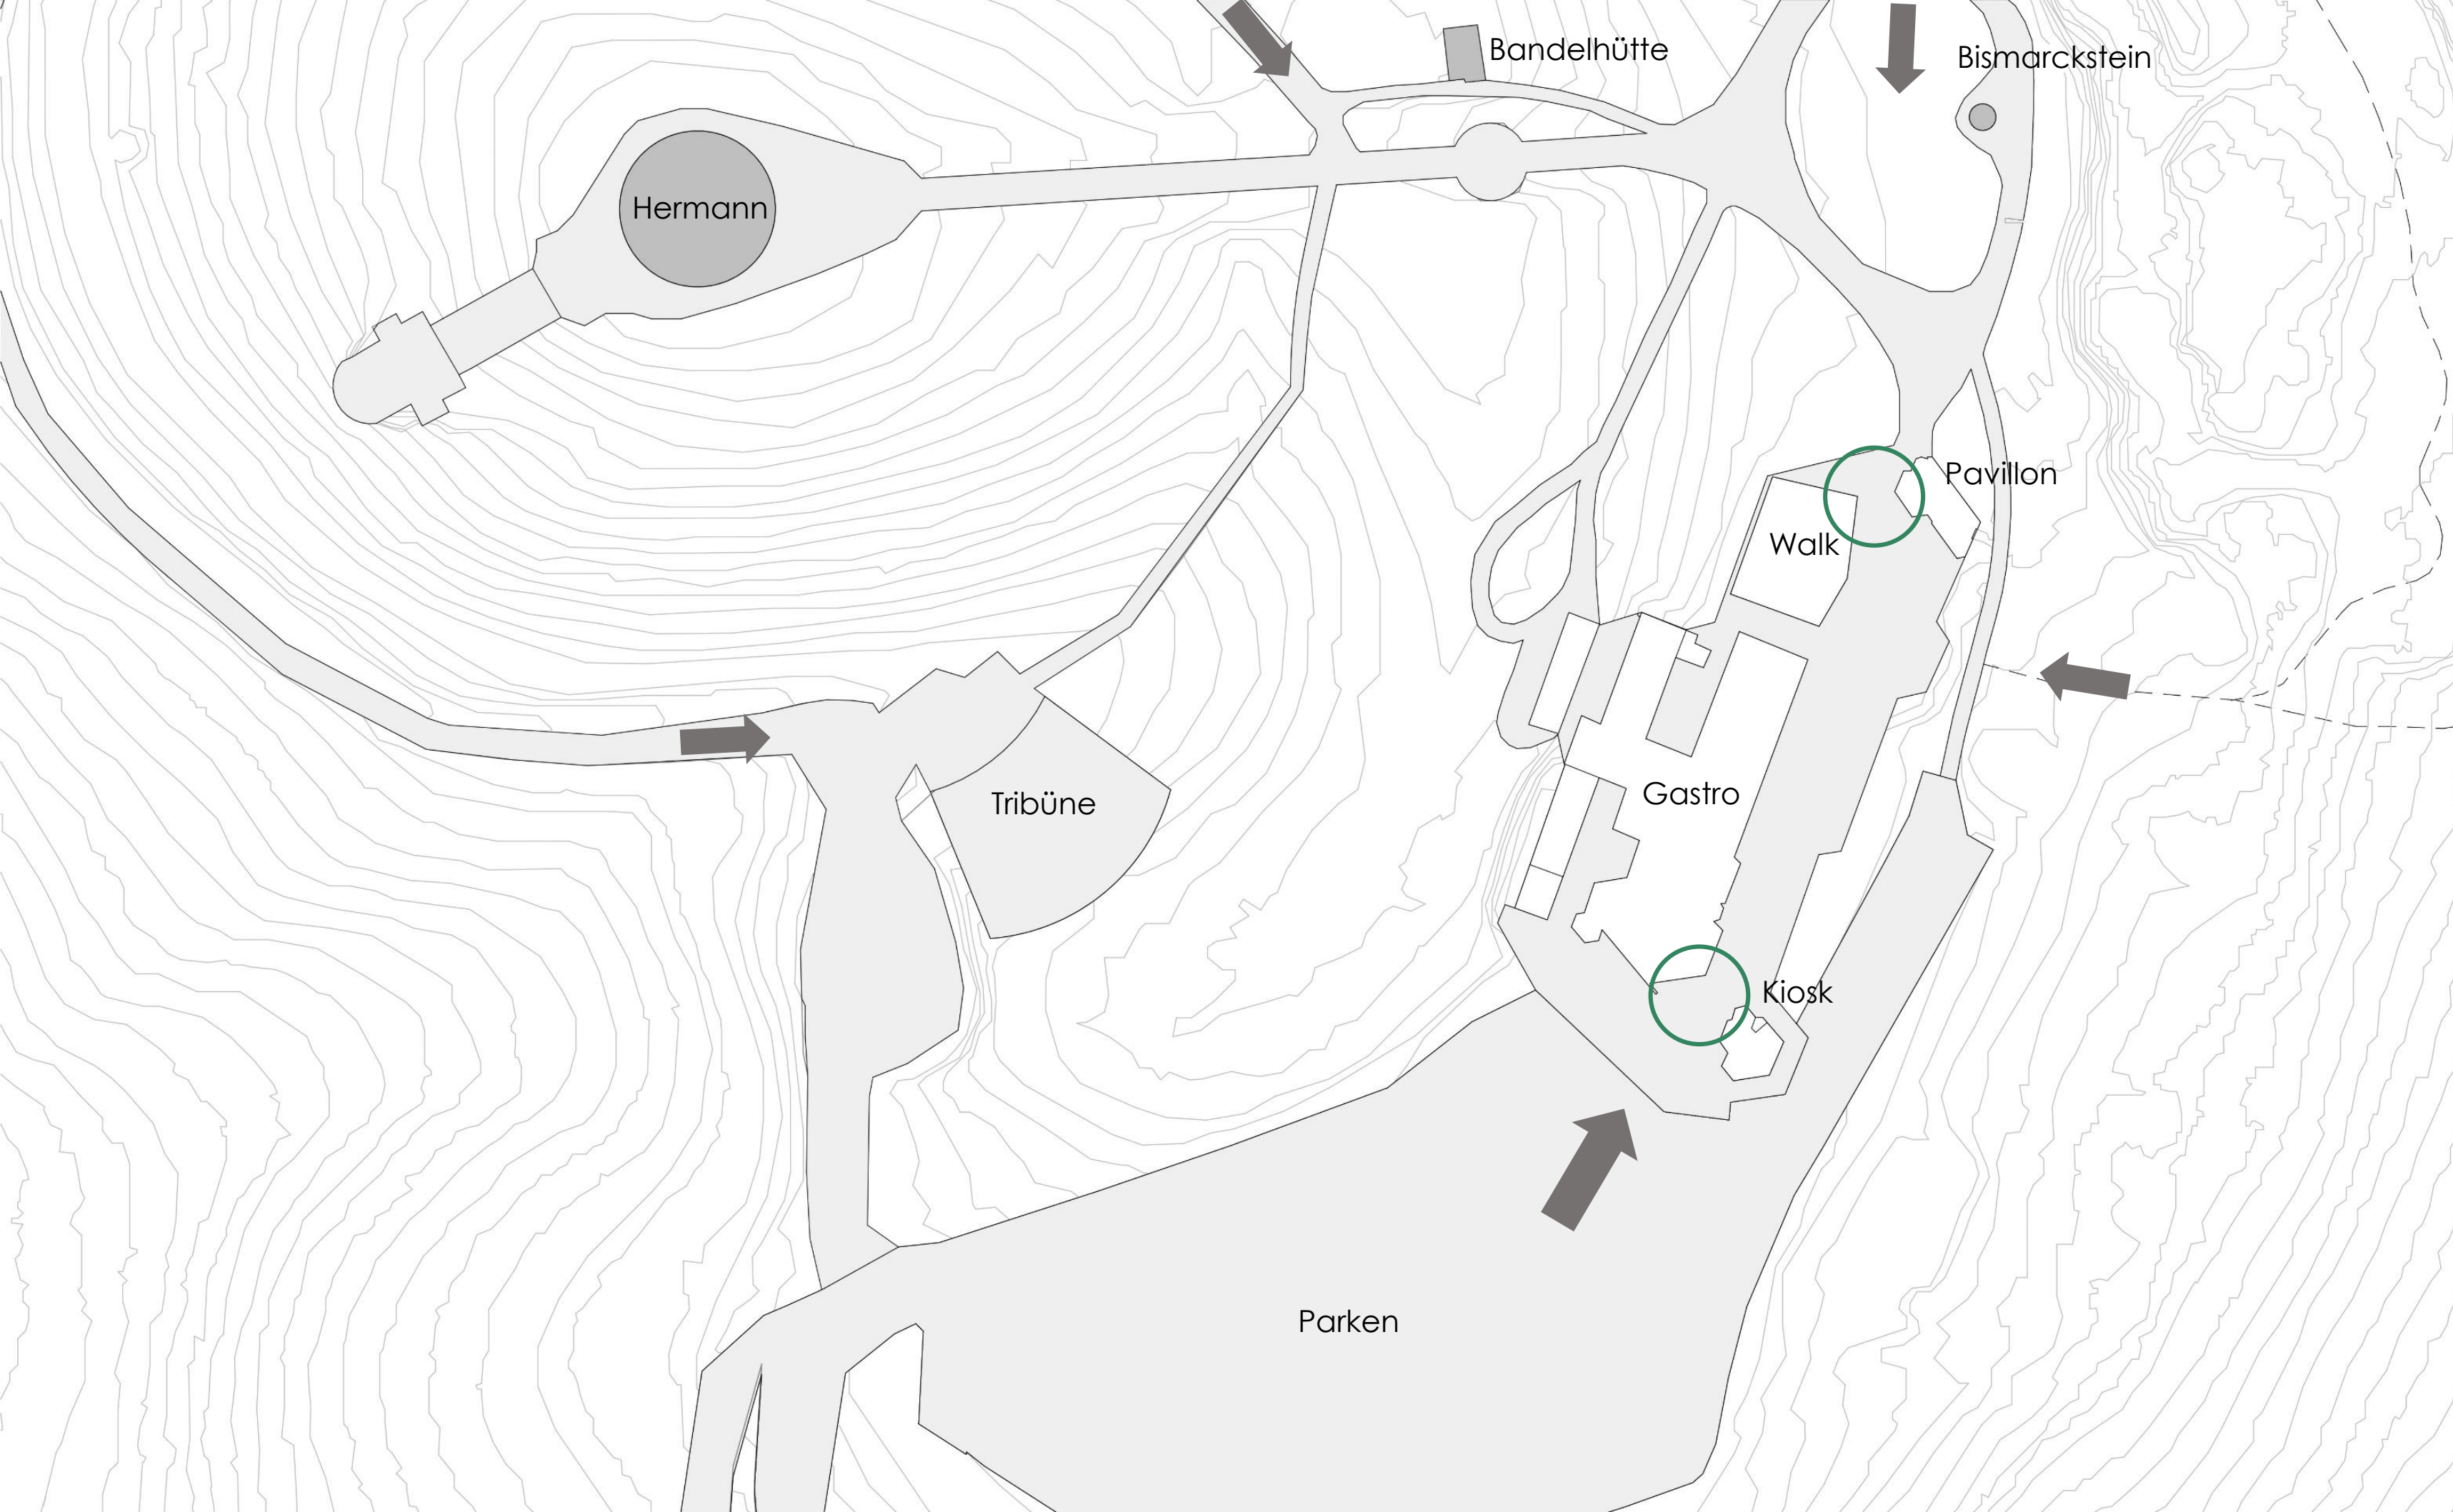 Bandelhütte
Bismarckstein
Hermann
Pavillon
Walk
Gastro
Tribüne
Kiosk
Parken